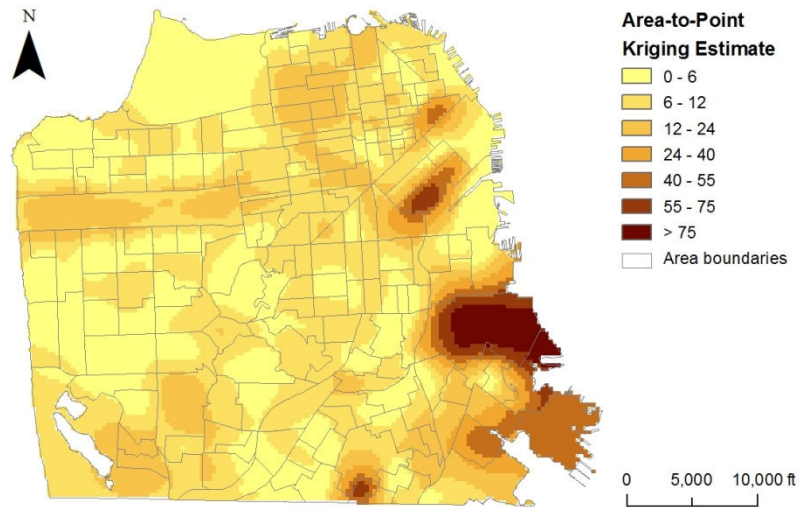 N
Area-to-Point
Kriging Estimate
0 - 6
6 - 12
12 - 24
24 - 40
40 - 55
55 - 75
> 75
Area boundaries
0 5,000 10,000 ft